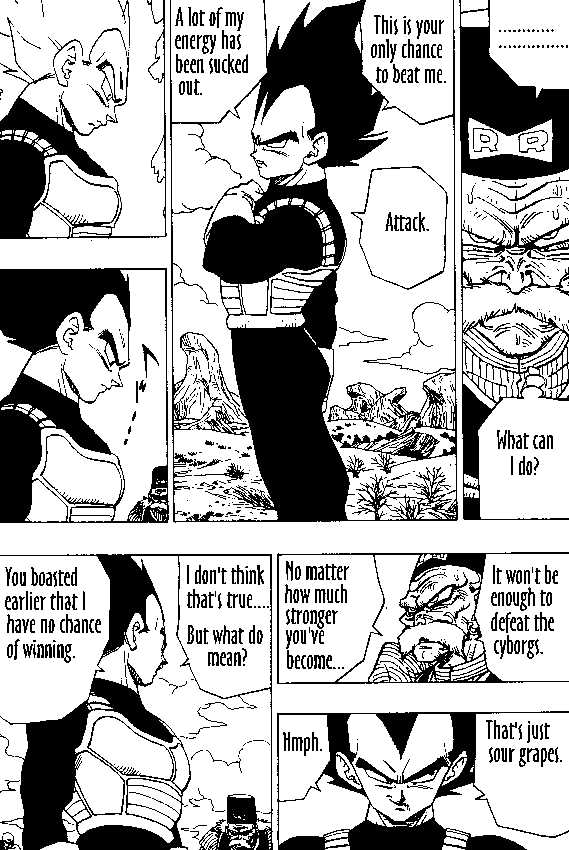 A lot of my
energy has
been sucked
out.
This is your
only chance
to beat me.
Attack.
............
................
R R
What can
I do?
You boasted
earlier that I
have no chance
of winning.
I don't think
that's true....
But what do
mean?
No matter
how much
stronger
you've
become...
It won't be
enough to
defeat the
cyborgs.
Hmph.
That's just
sour grapes.